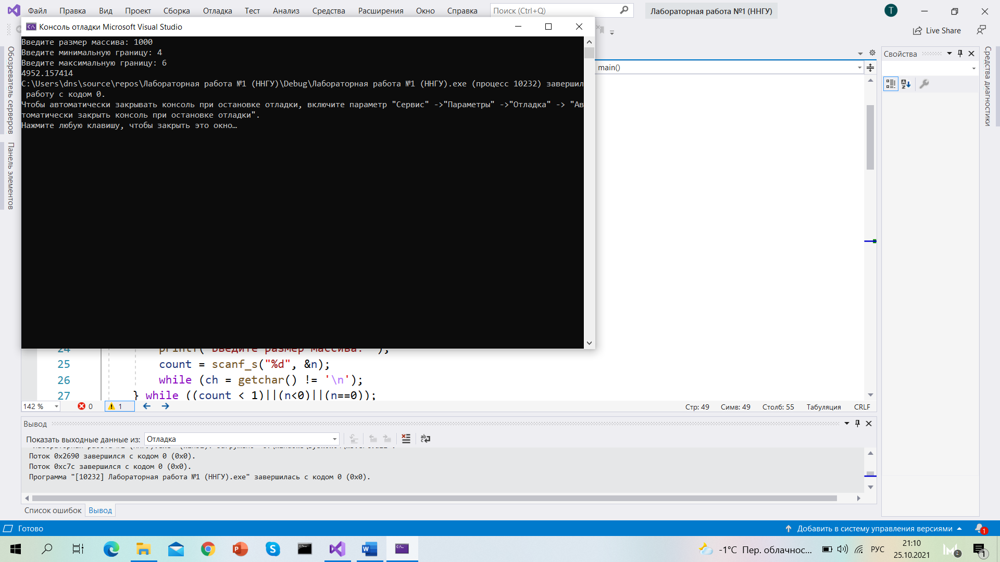 Файл Правка Вид Проект Сборка Отладка Тест Анализ Средства Расширения Окно Справка Поиск (Ctrl+Q) Лабораторная работа №1 (ННГУ) T
Консоль отладки Microsoft Visual Studio
Live Share
Введите размер массива: 1000
Введите минимальную границу: 4
Введите максимальную границу: 6
4952.157414
C:\Users\dns\source\repos\Лабораторная работа №1 (ННГУ)\Debug\Лабораторная работа №1 (ННГУ).exe (процесс 10232) завершил
работу с кодом 0.
Чтобы автоматически закрывать консоль при остановке отладки, включите параметр "Сервис" ->"Параметры" ->"Отладка" -> "Ав
томатически закрыть консоль при остановке отладки".
Нажмите любую клавишу, чтобы закрыть это окно…
Обозреватель серверов
Панель элементов
main()
Свойства
Средства диагностики
24 printf("Введите размер массива: ");
25 count = scanf_s("%d", &n);
26 while (ch = getchar() != '\n');
27 } while ((count < 1)||(n<0)||(n==0));
142 % 0 1 Стр: 49 Симв: 49 Столб: 55 Табуляция CRLF
Вывод
Показать выходные данные из: Отладка
Поток 0x2690 завершился с кодом 0 (0x0).
Поток 0xc7c завершился с кодом 0 (0x0).
Программа "[10232] Лабораторная работа №1 (ННГУ).exe" завершилась с кодом 0 (0x0).
Список ошибок Вывод
Готово Добавить в систему управления версиями 1
-1°C Пер. облачнос... РУС 21:10
25.10.2021 2 1